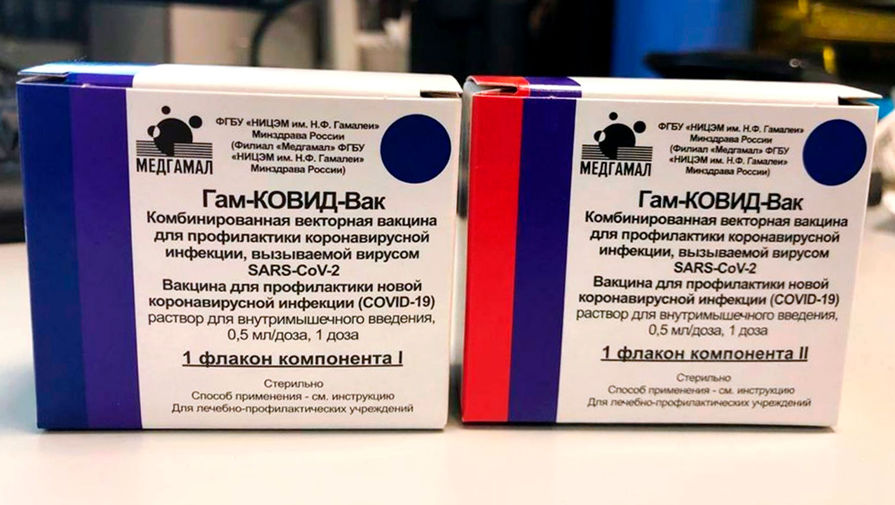 МЕДГАМАЛ
ФГБУ «НИЦЭМ им. Н.Ф. Гамалеи»
Минздрава России
(Филиал «Медгамал» ФГБУ
«НИЦЭМ им. Н.Ф. Гамалеи»
Минздрава России)
Гам-КОВИД-Вак
Комбинированная векторная вакцина
для профилактики коронавирусной
инфекции, вызываемой вирусом
SARS-CoV-2
Вакцина для профилактики новой
коронавирусной инфекции (COVID-19)
раствор для внутримышечного введения,
0,5 мл/доза, 1 доза
1 флакон компонента I
Стерильно
Способ применения - см. инструкцию
Для лечебно-профилактических учреждений
МЕДГАМАЛ
ФГБУ «НИЦЭМ им. Н.Ф. Гамалеи»
Минздрава России
(Филиал «Медгамал» ФГБУ
«НИЦЭМ им. Н.Ф. Гамалеи»
Минздрава России)
Гам-КОВИД-Вак
Комбинированная векторная вакцина
для профилактики коронавирусной
инфекции, вызываемой вирусом
SARS-CoV-2
Вакцина для профилактики новой
коронавирусной инфекции (COVID-19)
раствор для внутримышечного введения,
0,5 мл/доза, 1 доза
1 флакон компонента II
Стерильно
Способ применения - см. инструкцию
Для лечебно-профилактических учреждений